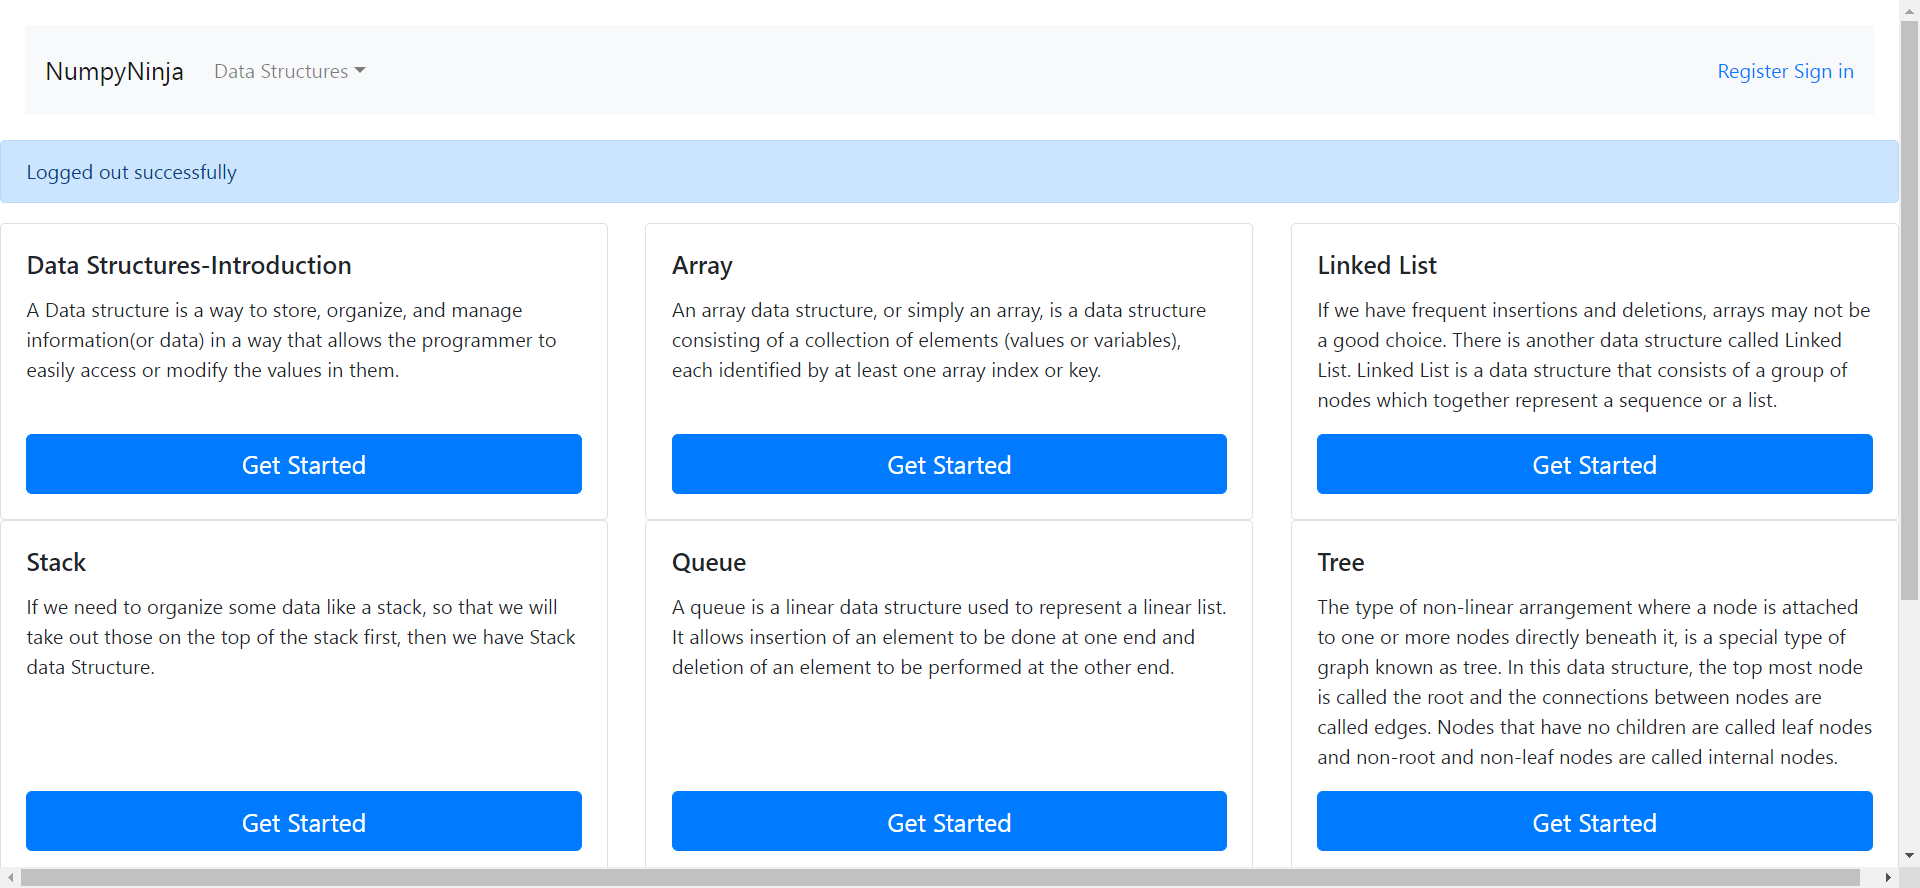 NumpyNinja Data Structures Register Sign in
Logged out successfully
Data Structures-Introduction
A Data structure is a way to store, organize, and manage
information(or data) in a way that allows the programmer to
easily access or modify the values in them.
Get Started
Array
An array data structure, or simply an array, is a data structure
consisting of a collection of elements (values or variables),
each identified by at least one array index or key.
Get Started
Linked List
If we have frequent insertions and deletions, arrays may not be
a good choice. There is another data structure called Linked
List. Linked List is a data structure that consists of a group of
nodes which together represent a sequence or a list.
Get Started
Stack
If we need to organize some data like a stack, so that we will
take out those on the top of the stack first, then we have Stack
data Structure.
Get Started
Queue
A queue is a linear data structure used to represent a linear list.
It allows insertion of an element to be done at one end and
deletion of an element to be performed at the other end.
Get Started
Tree
The type of non-linear arrangement where a node is attached
to one or more nodes directly beneath it, is a special type of
graph known as tree. In this data structure, the top most node
is called the root and the connections between nodes are
called edges. Nodes that have no children are called leaf nodes
and non-root and non-leaf nodes are called internal nodes.
Get Started